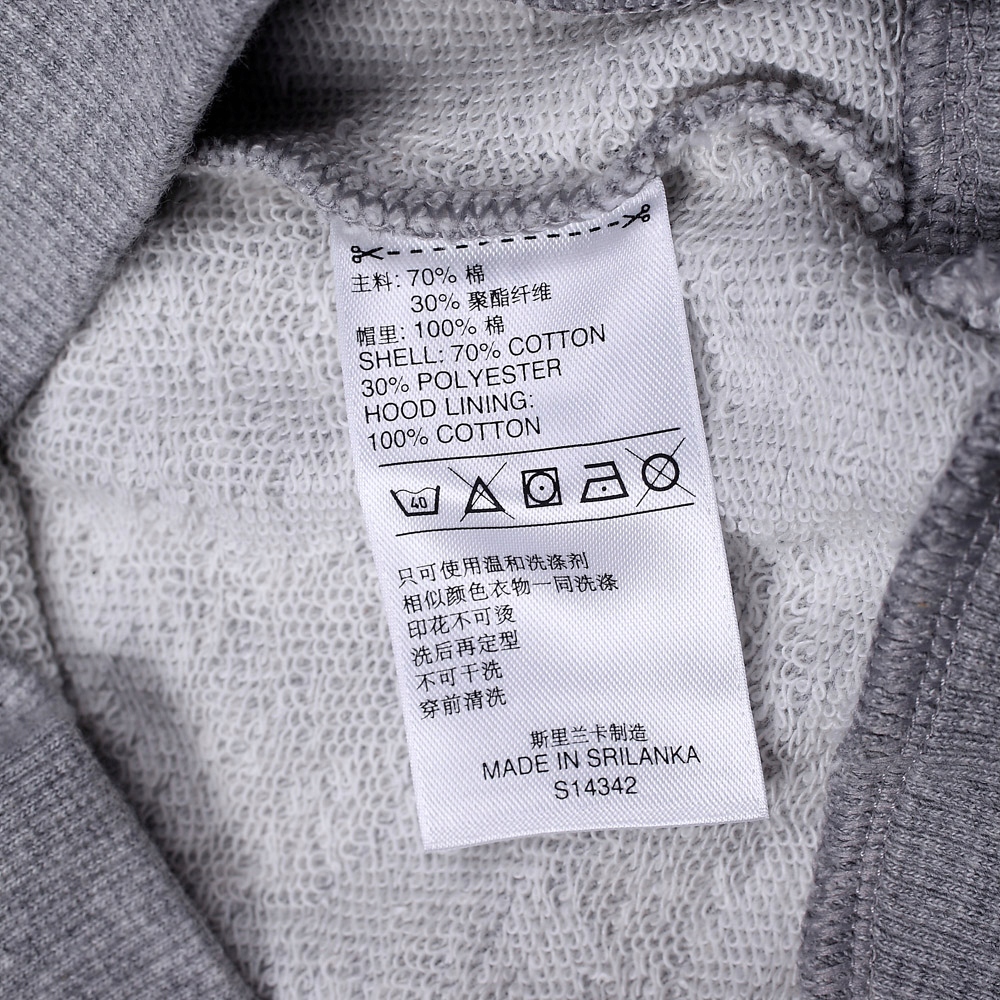 主料: 70% 棉
30% 聚酯纤维
帽里: 100% 棉
SHELL: 70% COTTON
30% POLYESTER
HOOD LINING:
100% COTTON
40
只可使用温和洗涤剂
相似颜色衣物一同洗涤
印花不可烫
洗后再定型
不可干洗
穿前清洗
斯里兰卡制造
MADE IN SRILANKA
S14342